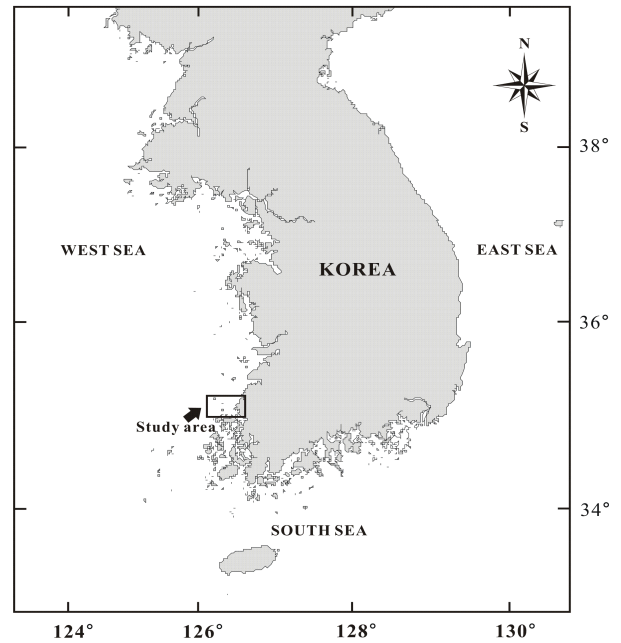 N
S
38°
WEST SEA
EAST SEA
KOREA
36°
Study area
34°
SOUTH SEA
124°
126°
128°
130°